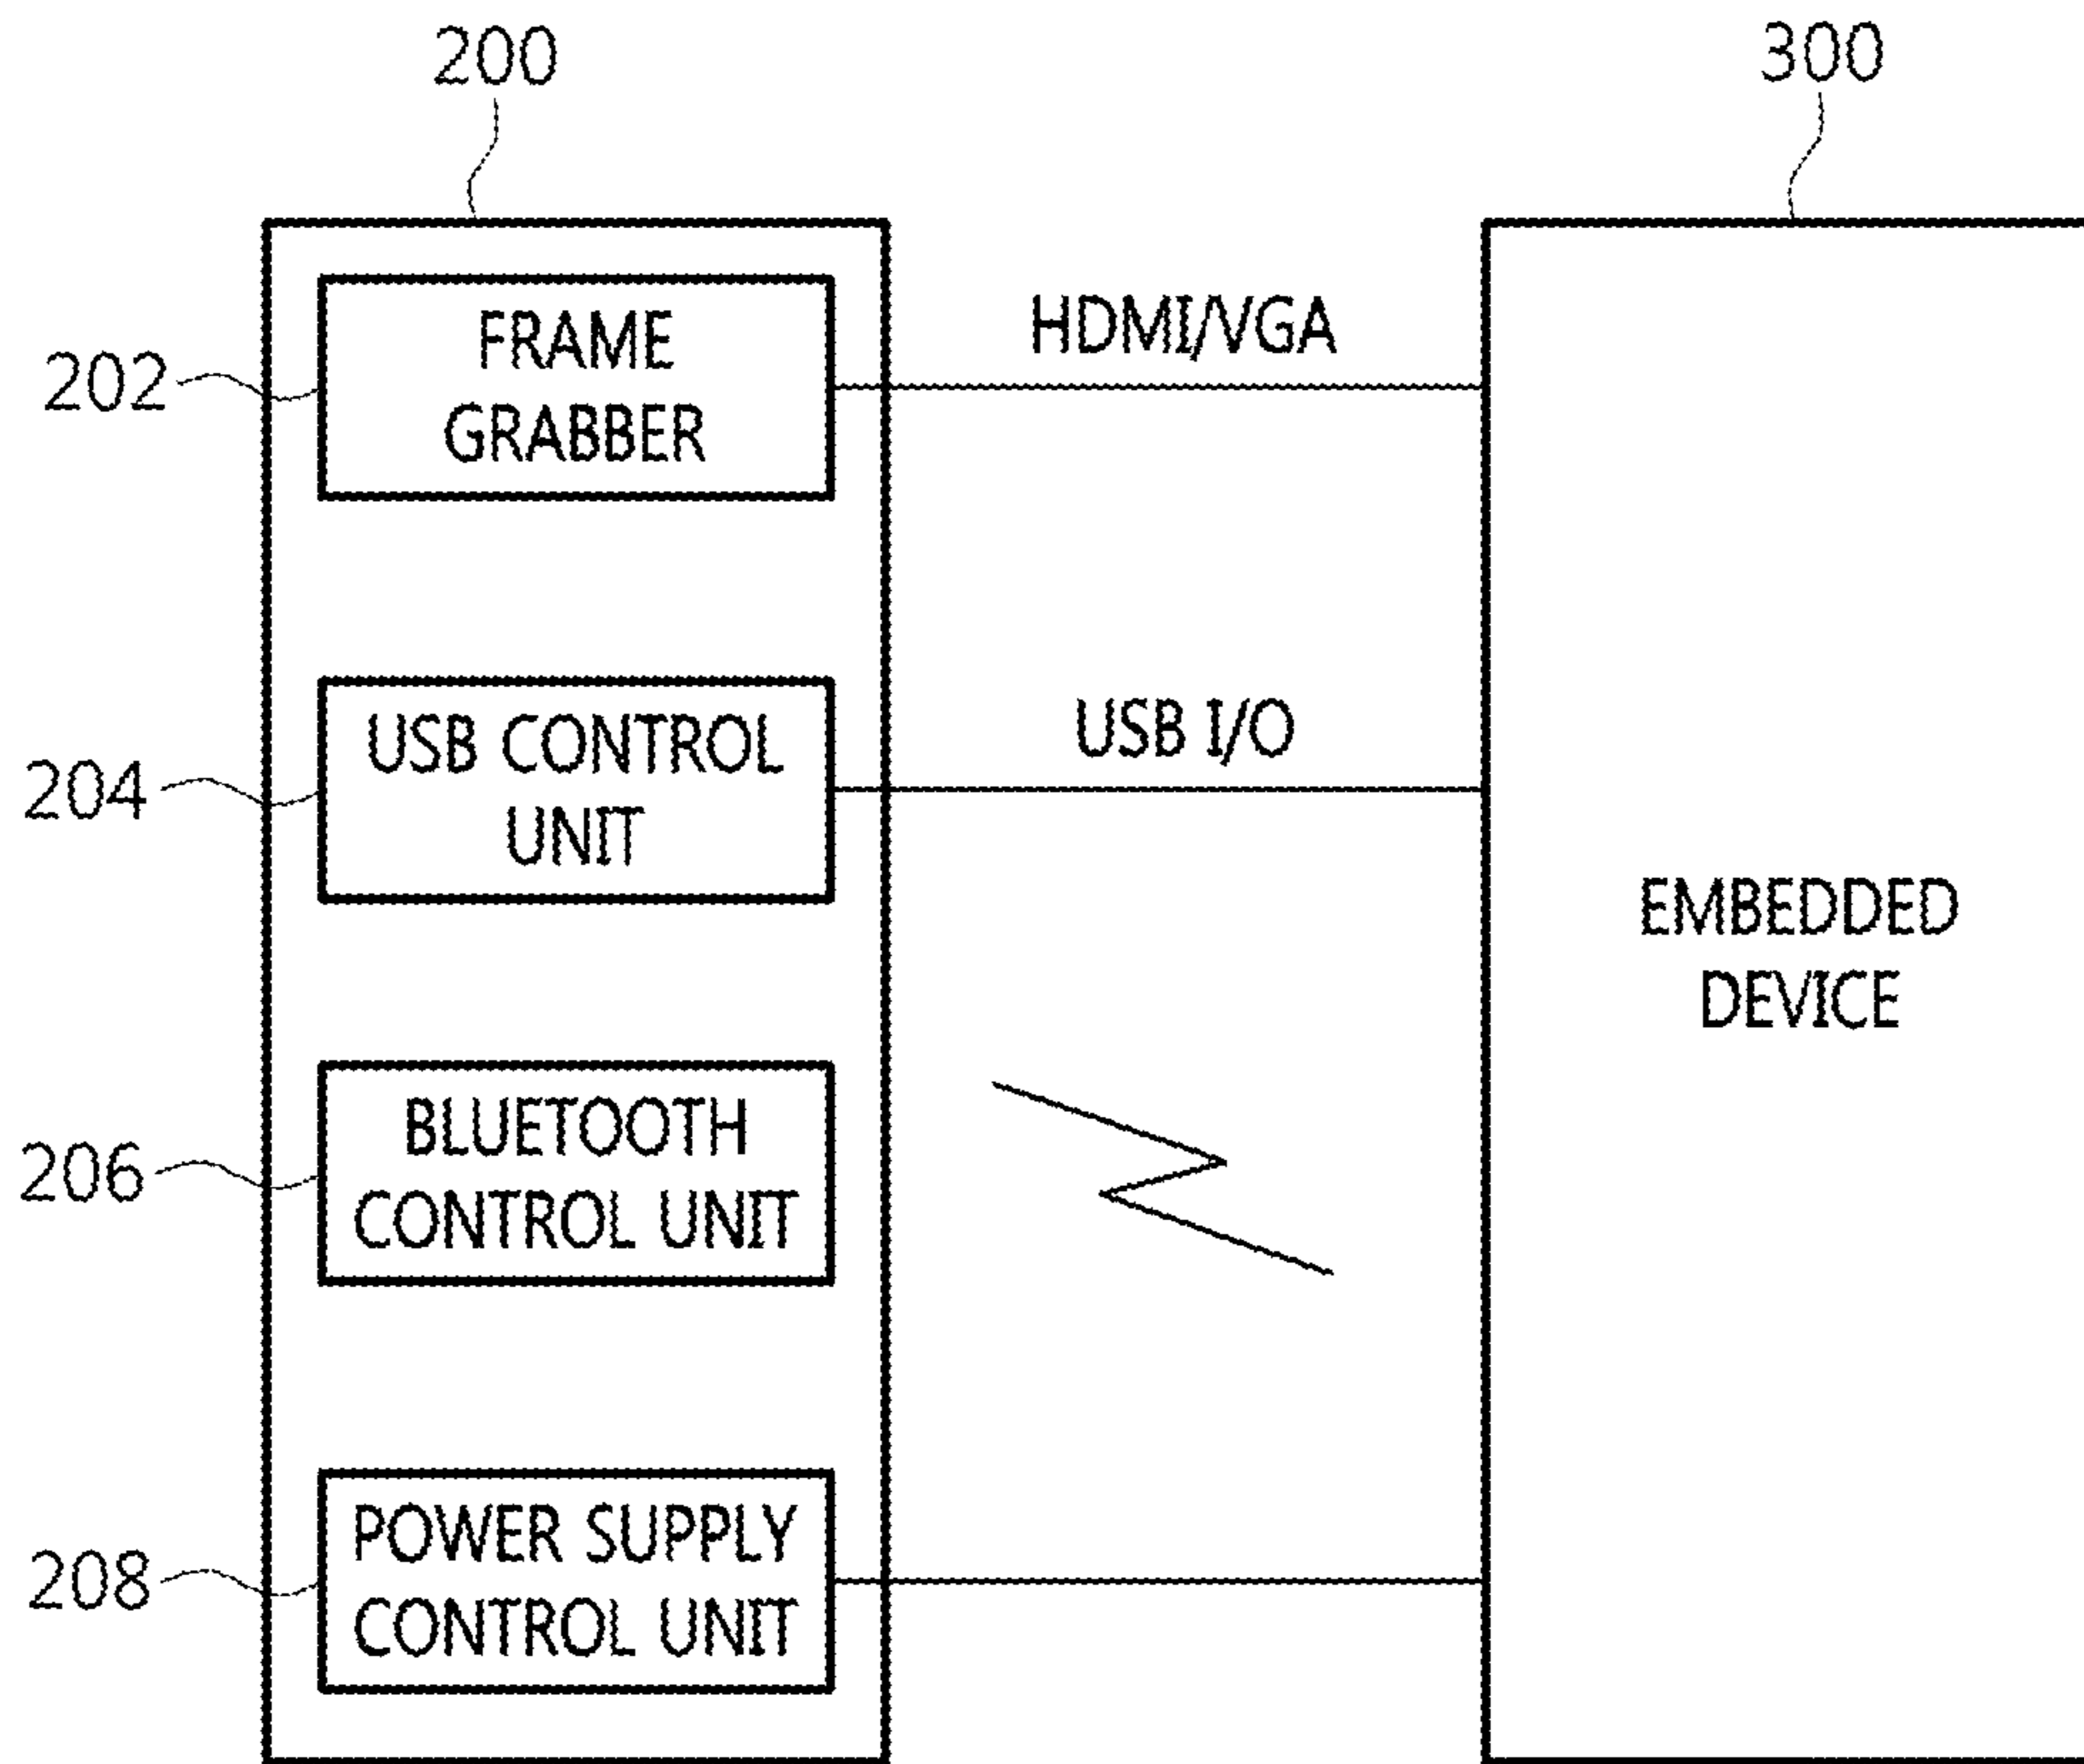 200
300
FRAME
GRABBER
HDMI/VGA
202
USB CONTROL
UNIT
USB I/O
204
EMBEDDED
DEVICE
BLUETOOTH
CONTROL UNIT
206
POWER SUPPLY
CONTROL UNIT
208